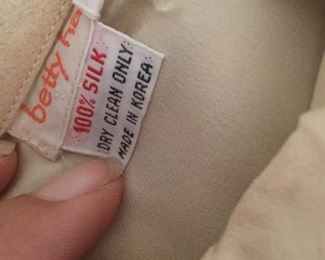 betty
100% SILK
DRY CLEAN ONLY
MADE IN KOREA